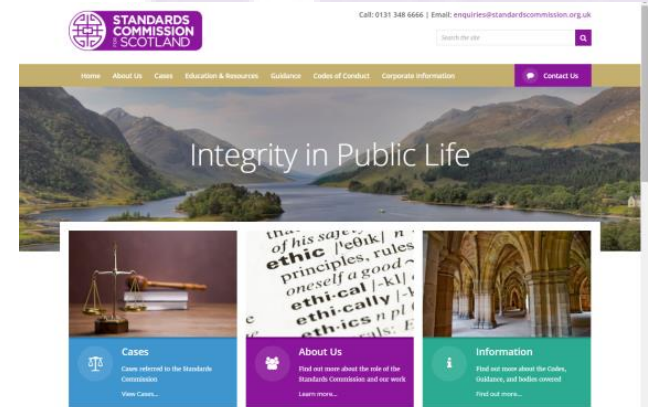 STANDARDS
COMMISSION
FOR SCOTLAND
Call: 0131 348 6666 | Email: enquiries@standardscommission.org.uk
Search the site
Home About Us Cases Education & Resources Guidance Codes of Conduct Corporate Information Contact Us
Integrity in Public Life
of his safety
ethic |'eθɪk| n
principles, rules
oneself a good
ethi·cal |-k|
ethi·cally |-
eth·ics n pl
Cases
Cases referred to the Standards
Commission
View Cases...
About Us
Find out more about the role of the
Standards Commission and our work
Learn more...
Information
Find out more about the Codes,
Guidance, and bodies covered
Find out more...